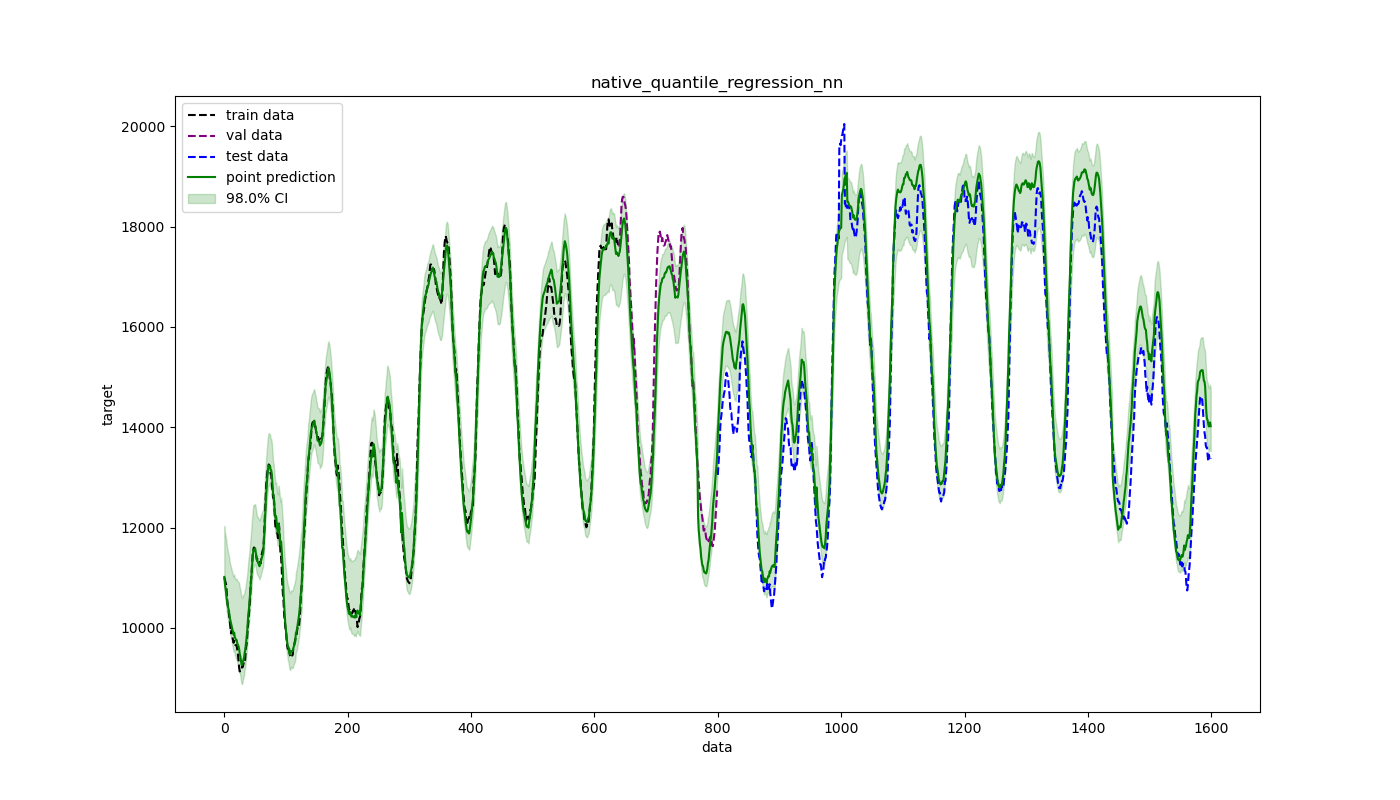 native_quantile_regression_nn
train data
val data
test data
point prediction
98.0% CI
20000
18000
16000
14000
12000
10000
target
0 200 400 600 800 1000 1200 1400 1600
data